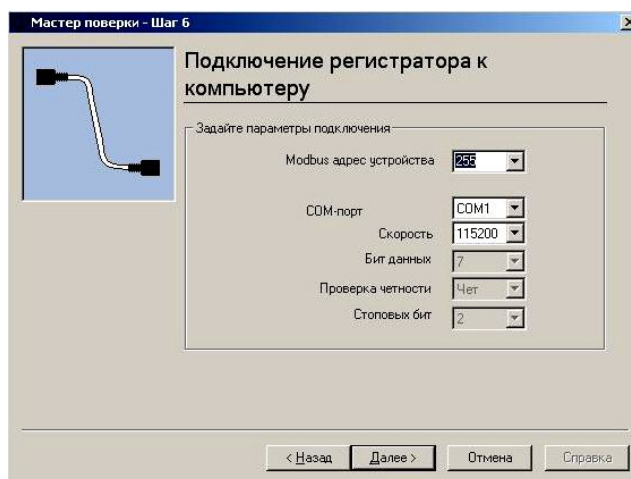 Мастер поверки - Шаг 6
Подключение регистратора к
компьютеру
Задайте параметры подключения
Modbus адрес устройства 255
COM-порт COM1
Скорость 115200
Бит данных 7
Проверка четности Чет
Стоповых бит 2
< Назад Далее > Отмена Справка